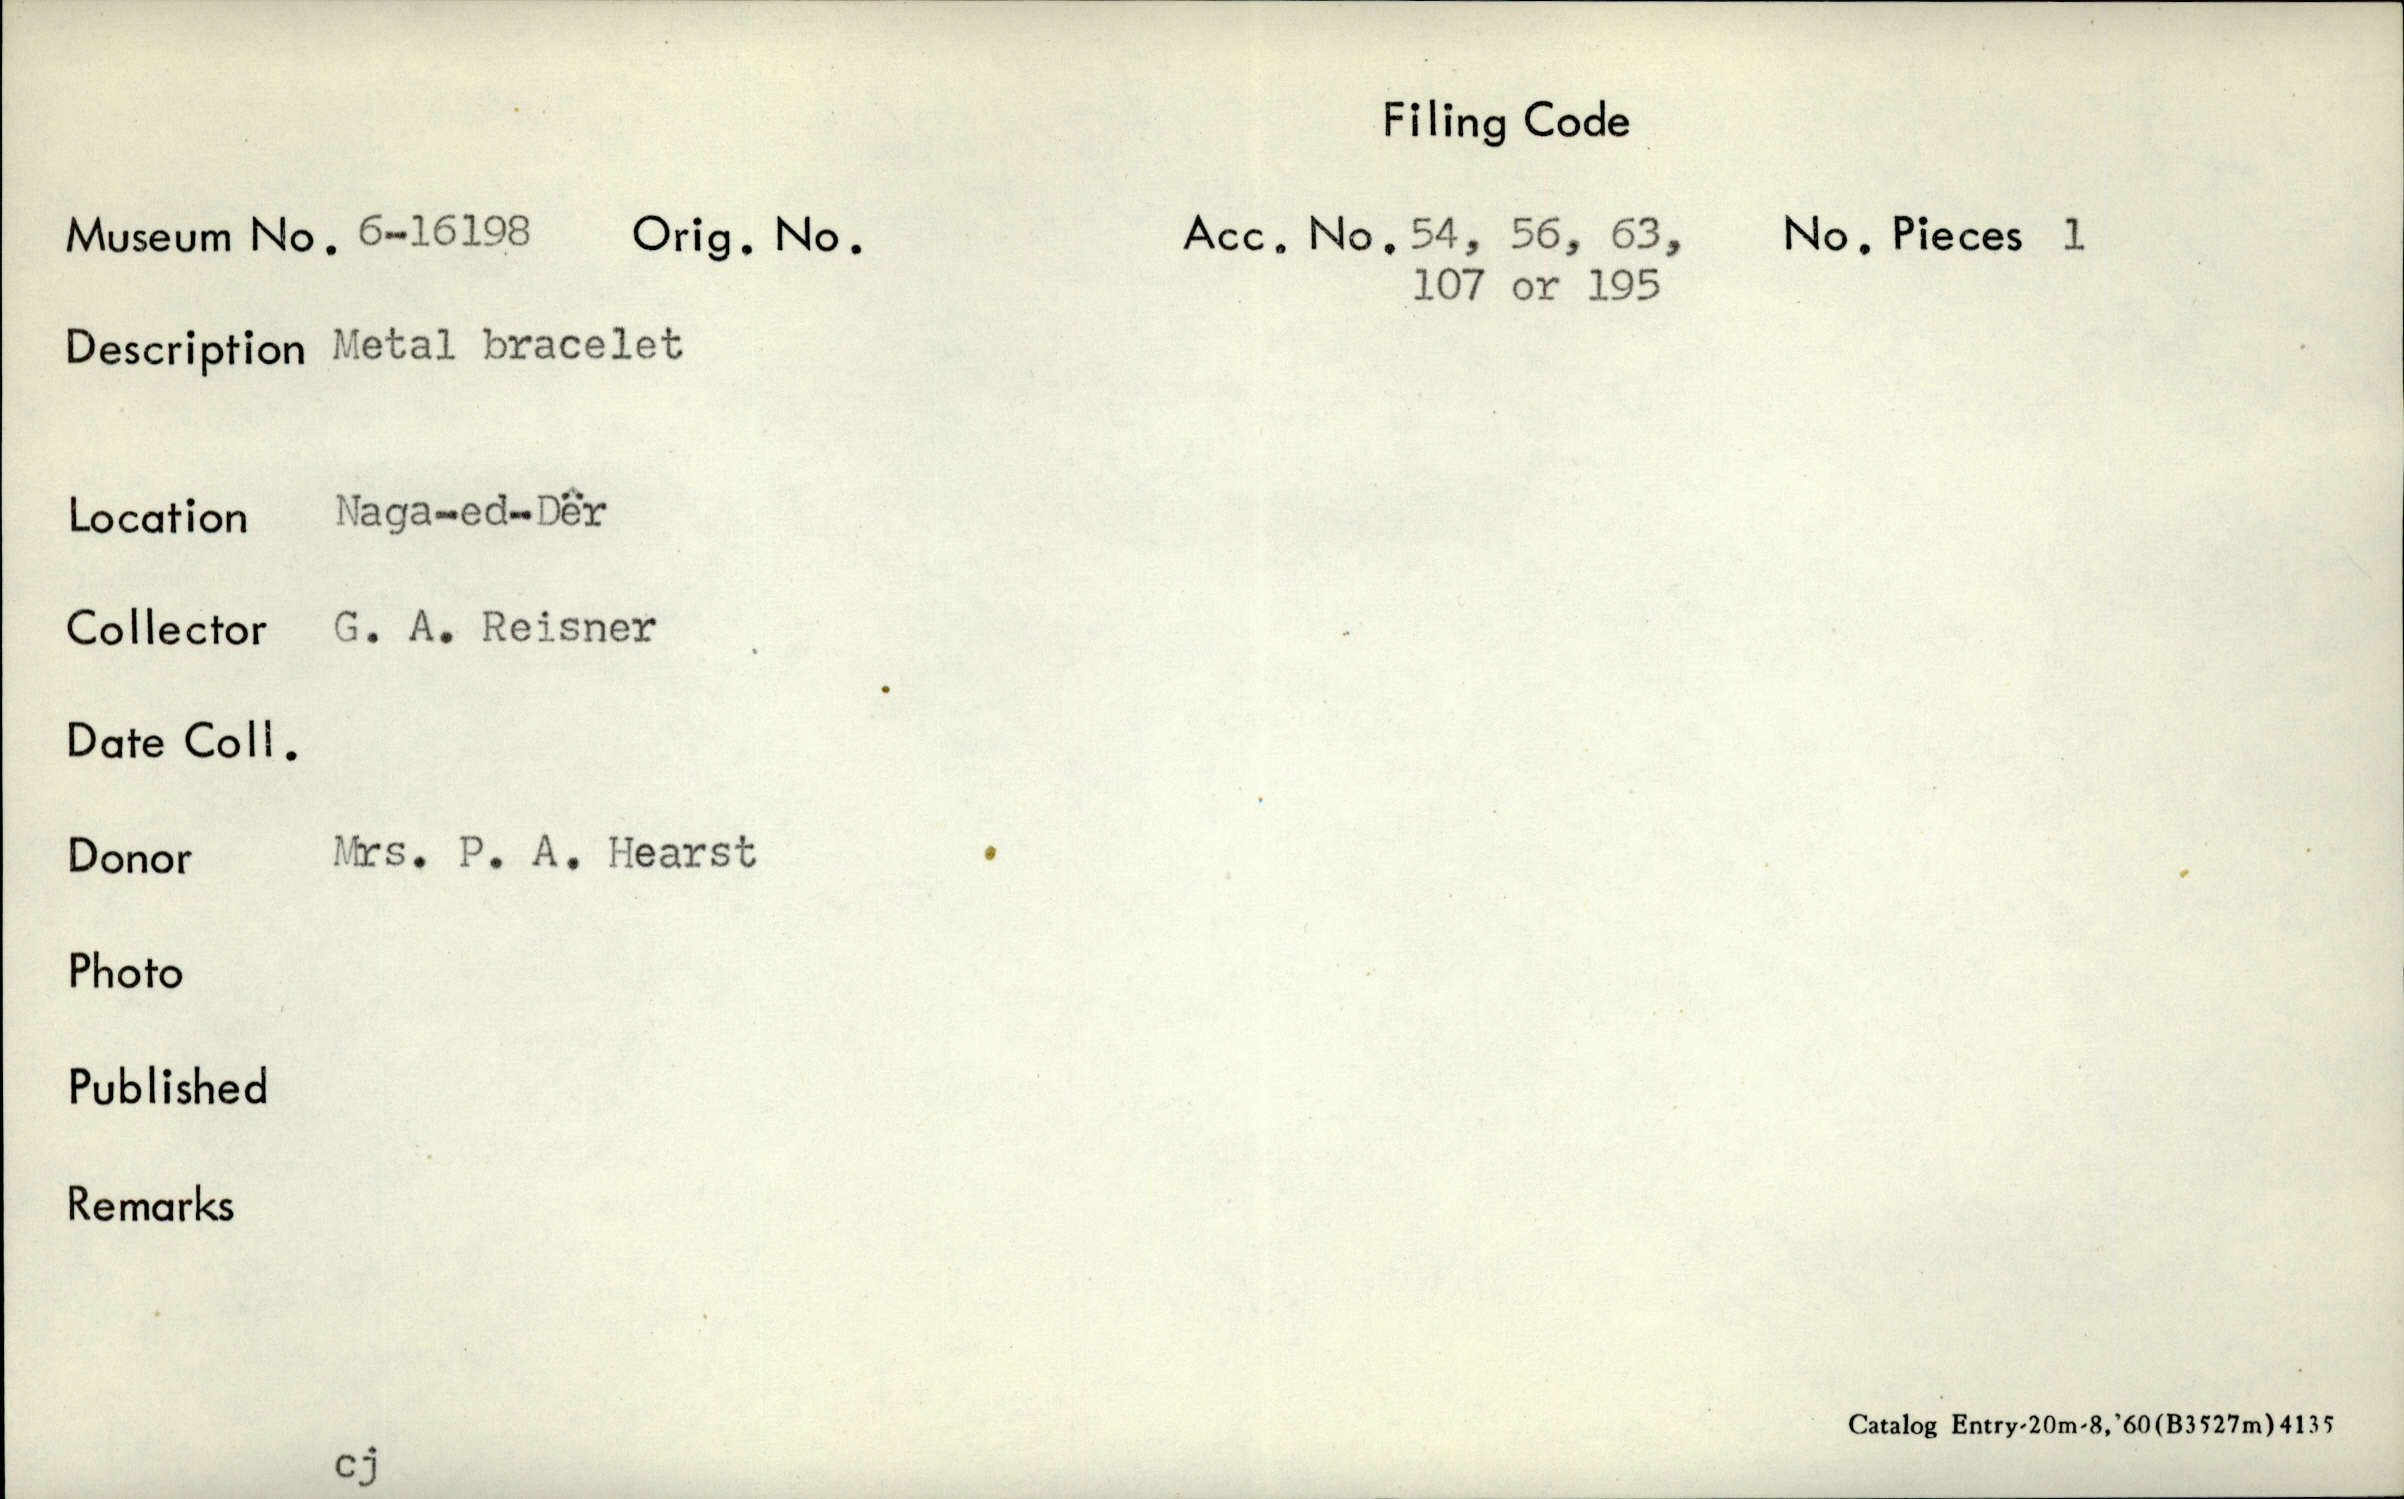 Filing Code
Museum No. 6-16198 Orig. No. Acc. No. 54, 56, 63, No. Pieces 1
107 or 195
Description Metal bracelet
Location Naga-ed-Dër
Collector G. A. Reisner
Date Coll.
Donor Mrs. P. A. Hearst
Photo
Published
Remarks
Catalog Entry-20m-8,'60(B3527m)4135
cj